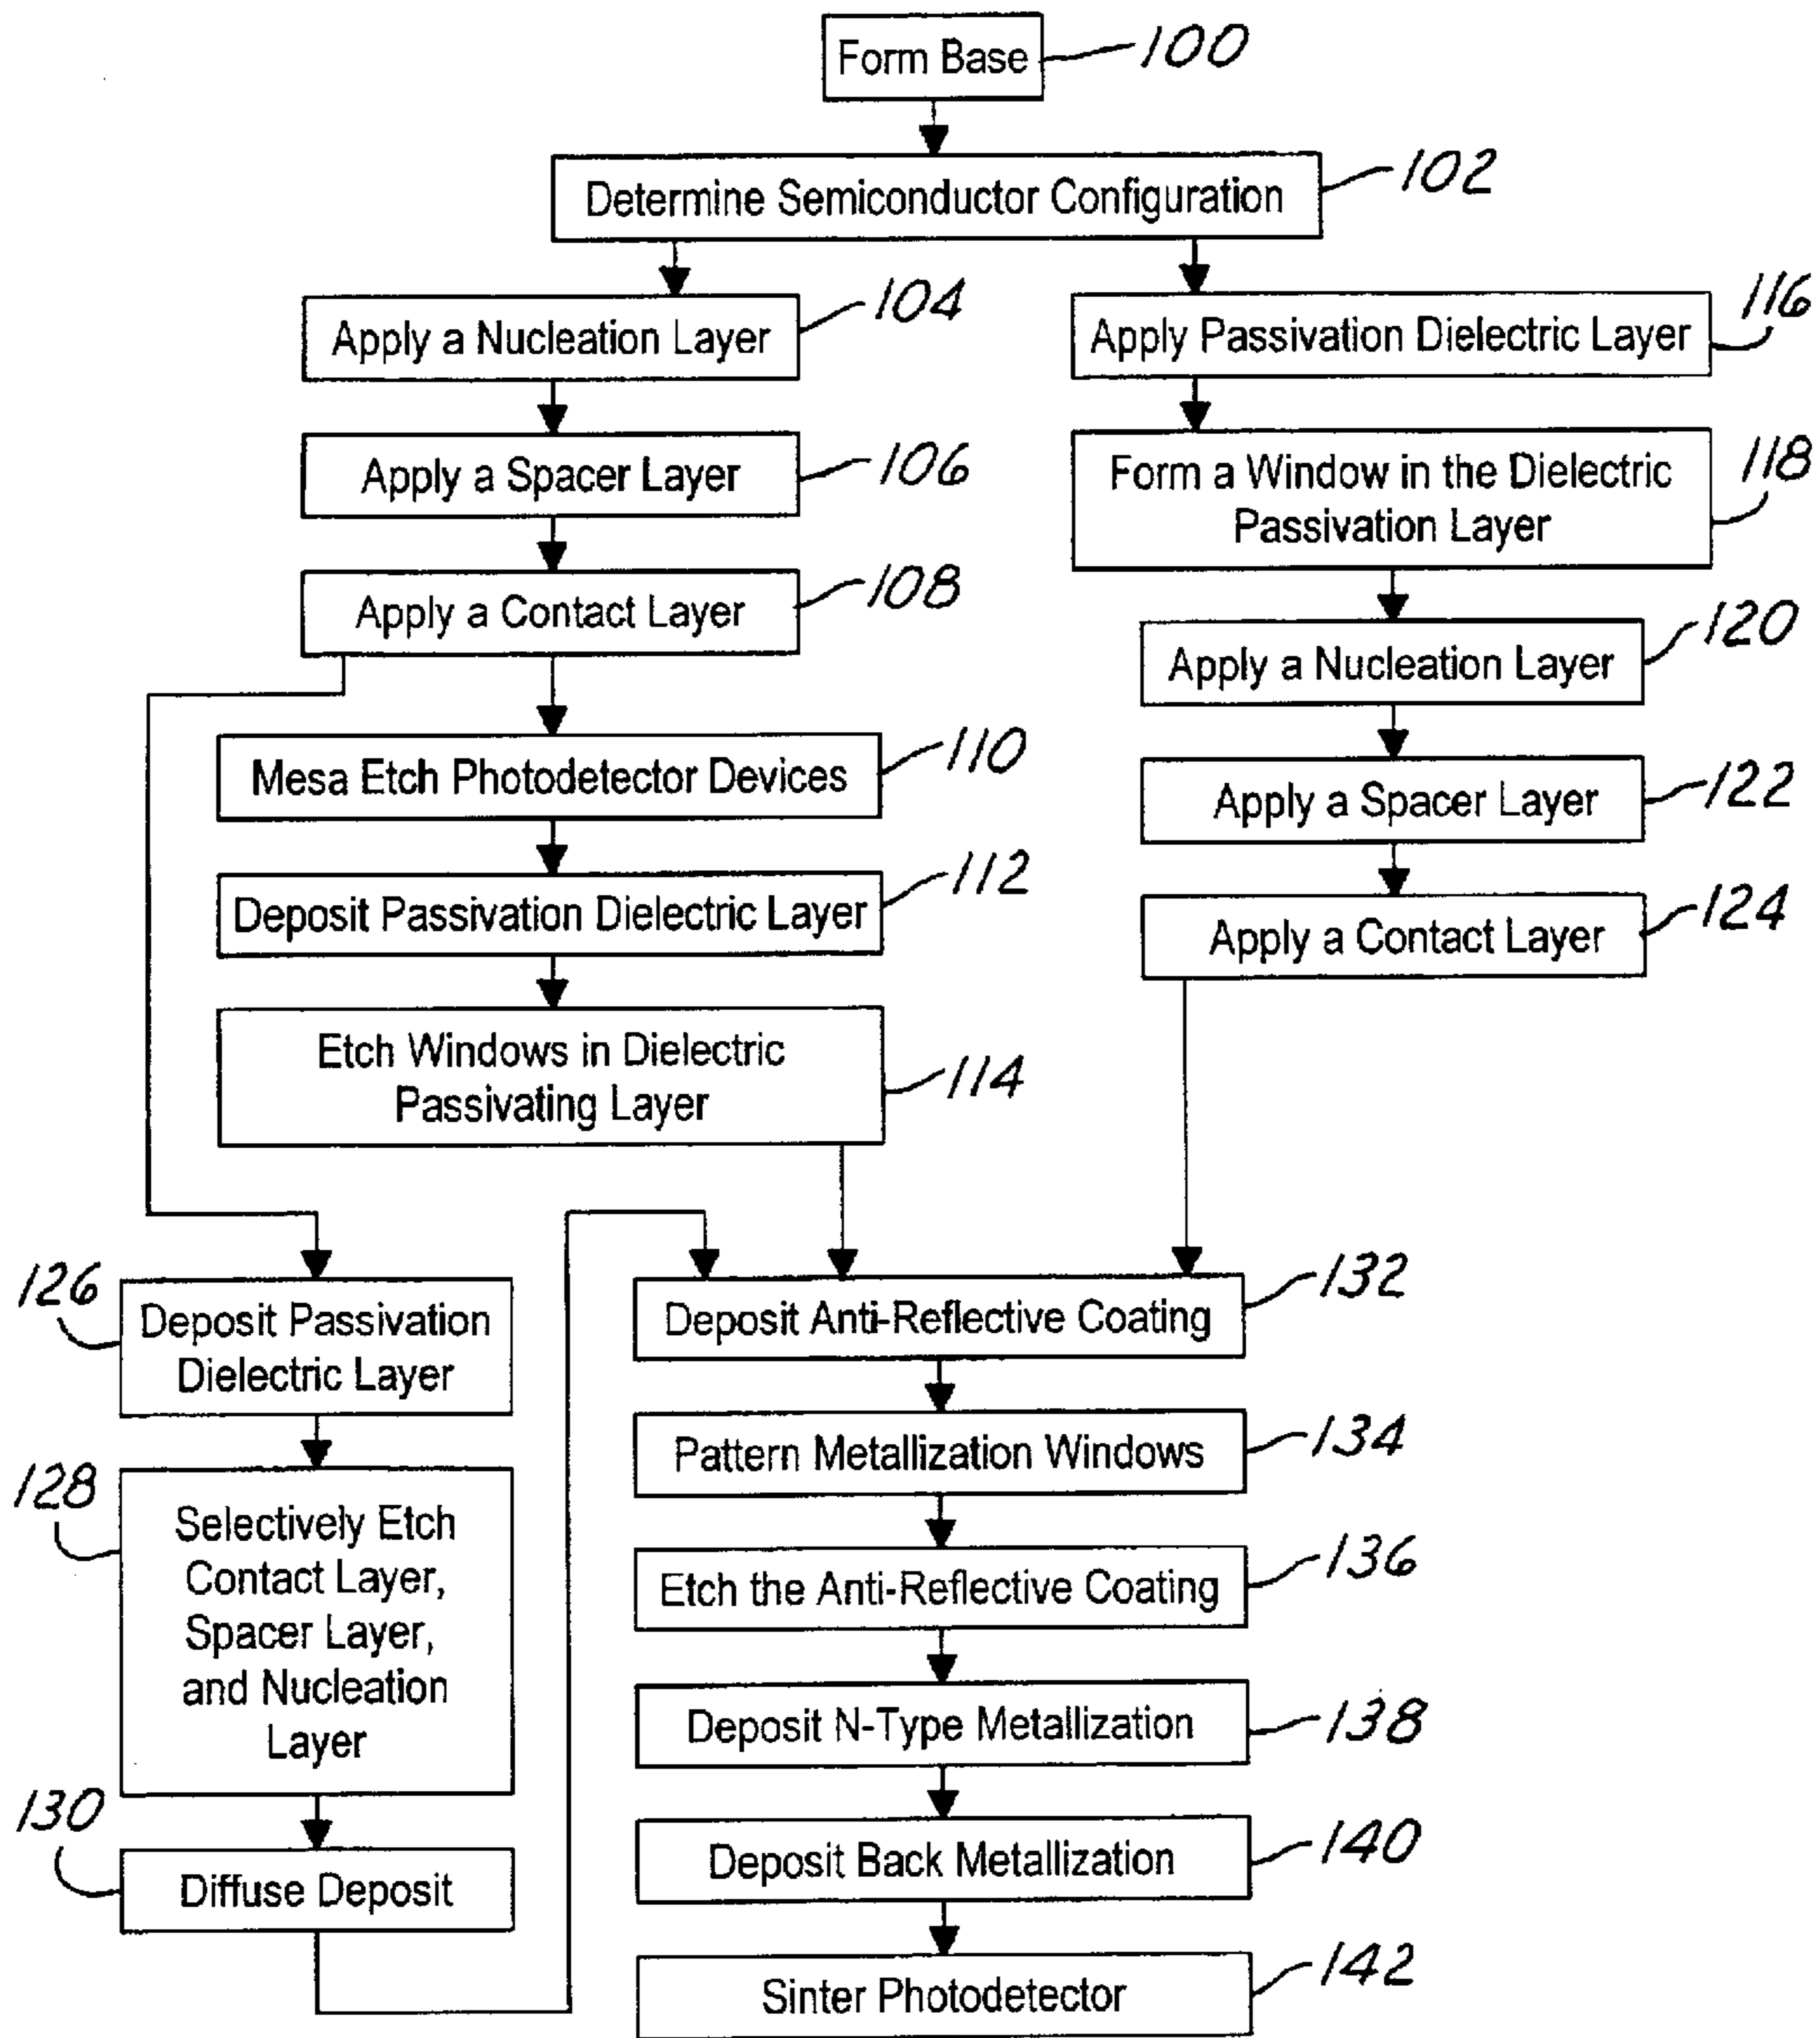 Form Base
100
Determine Semiconductor Configuration
102
Apply a Nucleation Layer
104
Apply a Spacer Layer
106
Apply a Contact Layer
108
Mesa Etch Photodetector Devices
110
Deposit Passivation Dielectric Layer
112
Etch Windows in Dielectric
Passivating Layer
114
Apply Passivation Dielectric Layer
116
Form a Window in the Dielectric
Passivation Layer
118
Apply a Nucleation Layer
120
Apply a Spacer Layer
122
Apply a Contact Layer
124
126
Deposit Passivation
Dielectric Layer
128
Selectively Etch
Contact Layer,
Spacer Layer,
and Nucleation
Layer
130
Diffuse Deposit
Deposit Anti-Reflective Coating
132
Pattern Metallization Windows
134
Etch the Anti-Reflective Coating
136
Deposit N-Type Metallization
138
Deposit Back Metallization
140
Sinter Photodetector
142